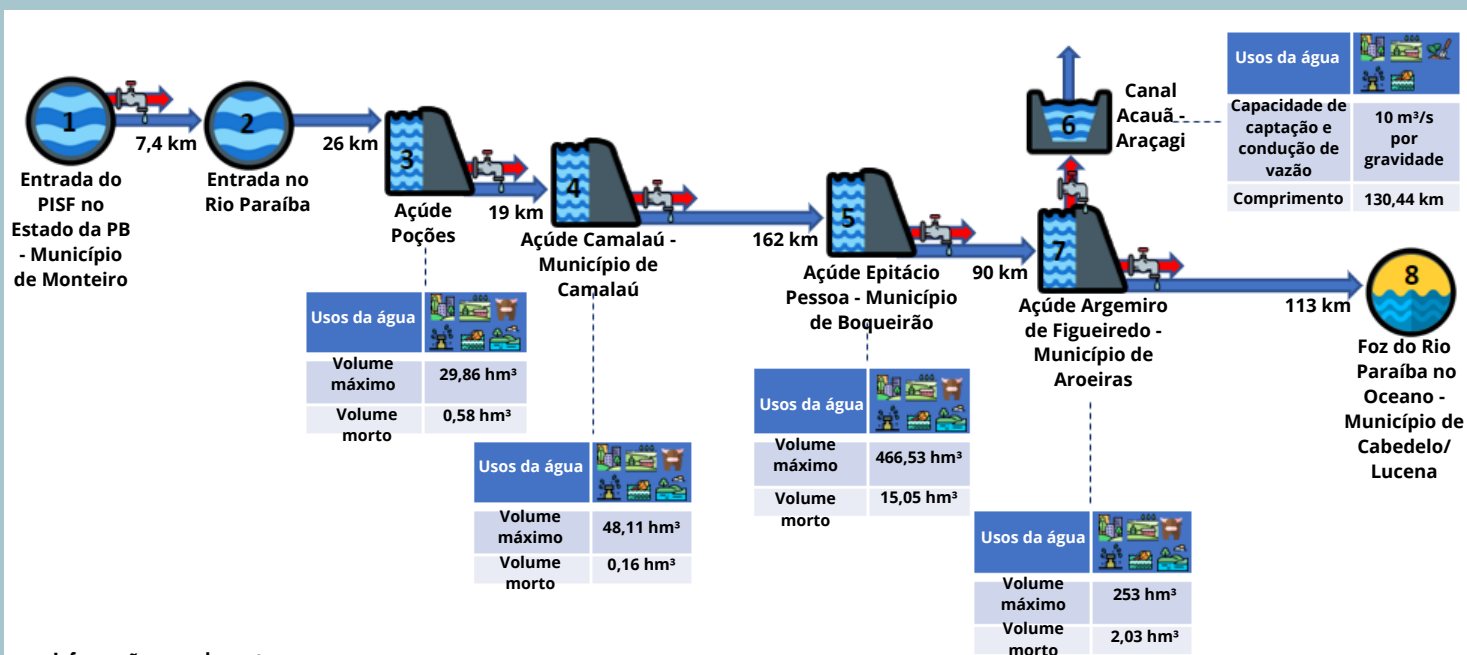 1
7,4 km
Entrada do
PISF no
Estado da PB
- Município
de Monteiro
2
26 km
Entrada no
Rio Paraíba
3
19 km
Açúde
Poções
Usos da água
Volume
máximo
29,86 hm³
Volume
morto
0,58 hm³
4
162 km
Açúde Camalaú -
Município de
Camalaú
Usos da água
Volume
máximo
48,11 hm³
Volume
morto
0,16 hm³
5
90 km
Açúde Epitácio
Pessoa - Município
de Boqueirão
Usos da água
Volume
máximo
466,53 hm³
Volume
morto
15,05 hm³
6
Canal
Acauã -
Araçagi
Usos da água
Capacidade de
captação e
condução de
vazão
10 m³/s
por
gravidade
Comprimento
130,44 km
7
113 km
Açúde Argemiro
de Figueiredo -
Município de
Aroeiras
Usos da água
Volume
máximo
253 hm³
Volume
morto
2,03 hm³
8
Foz do Rio
Paraíba no
Oceano -
Município de
Cabedelo/
Lucena